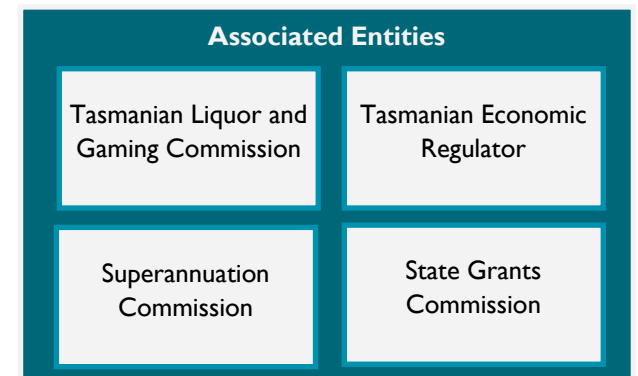 Associated Entities
Tasmanian Liquor and
Gaming Commission
Tasmanian Economic
Regulator
Superannuation
Commission
State Grants
Commission